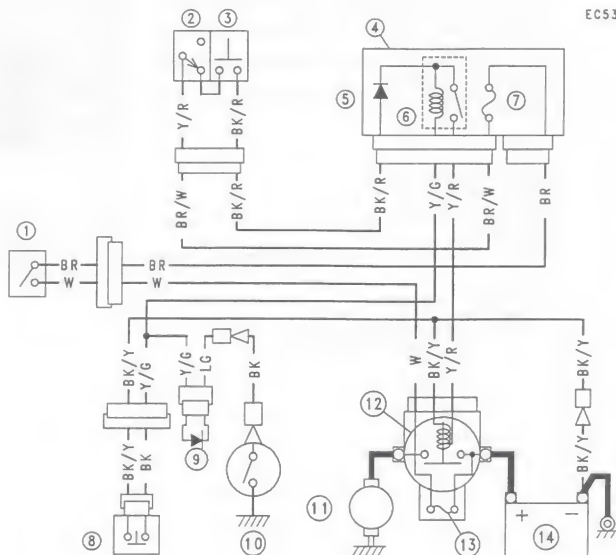 EC53
2
3
4
5
6
7
Y/R
BK/R
BR/W
BK/R
BK/R
Y/G
Y/R
BR/W
BR
1
BR
W
BR
W
BK/Y
Y/G
Y/G
LG
BK
W
BK/Y
Y/R
BK/Y
12
BK/Y
BK
9
BK/Y
11
+
-
8
10
13
14